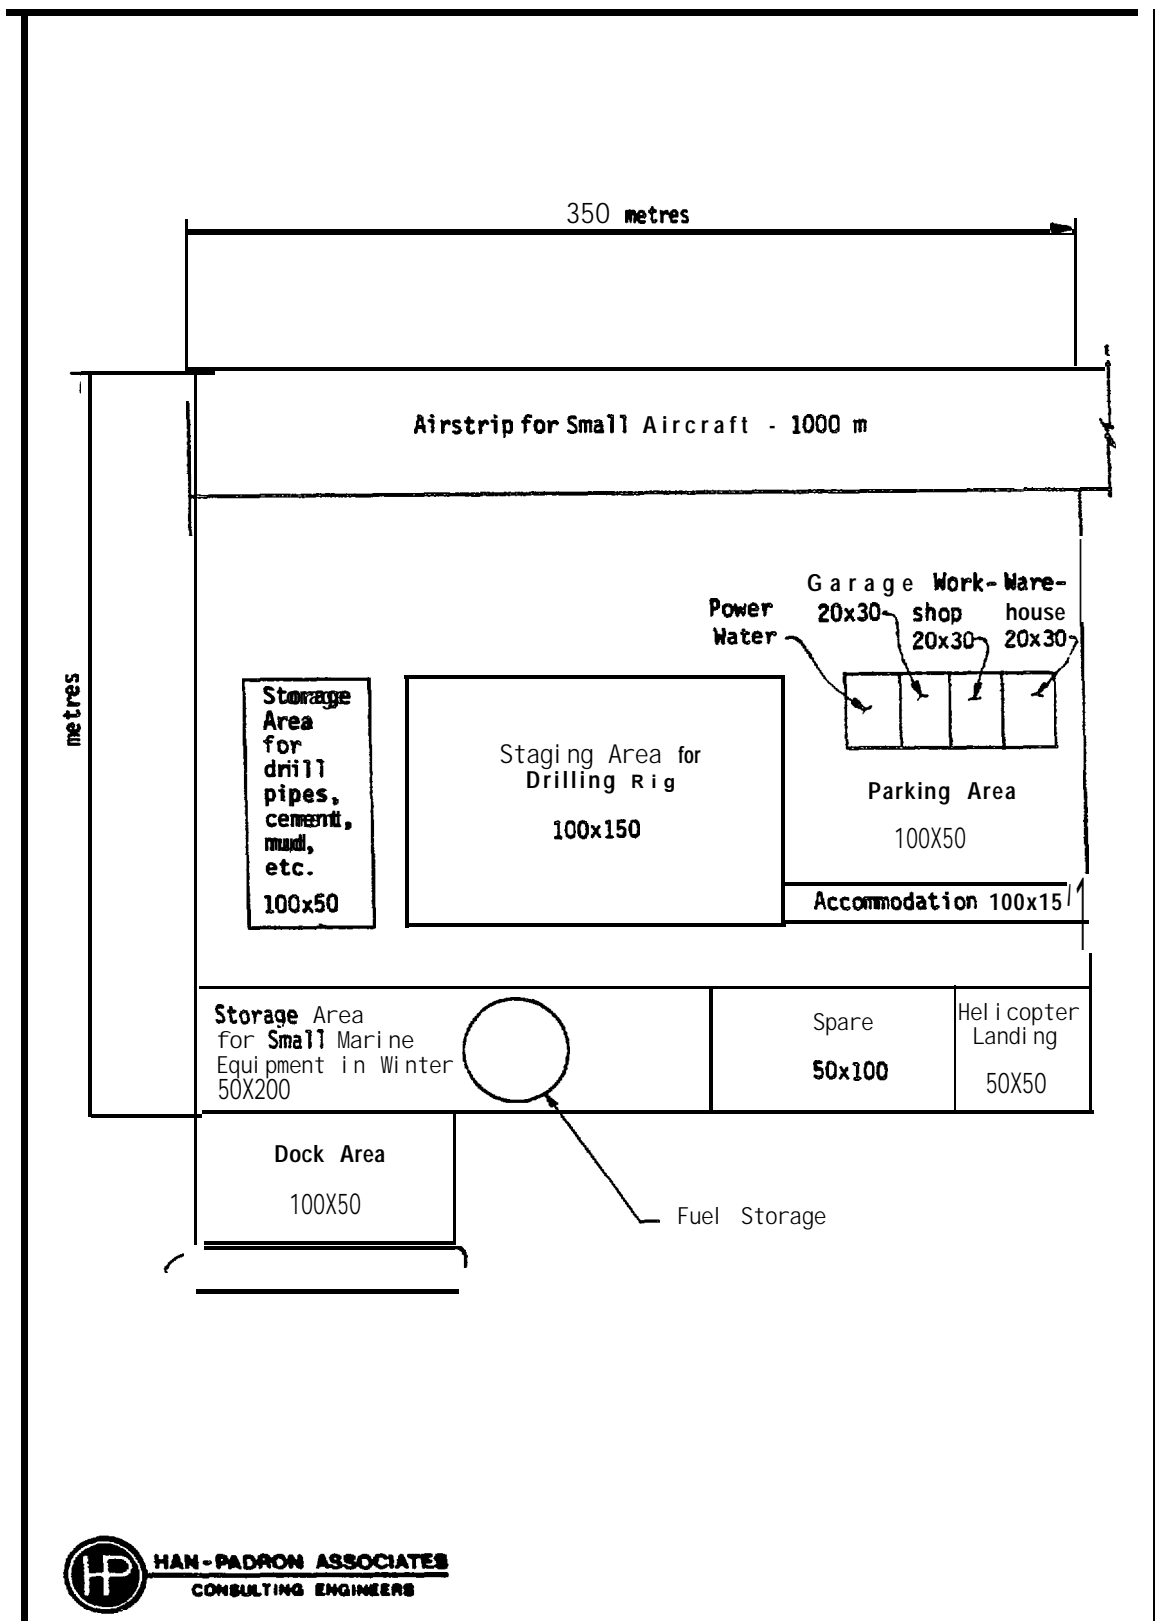 350 metres
Airstrip for Small Aircraft - 1000 m
Garage Work- Ware-
Power 20x30 shop house
Water 20x30 20x30
metres
Storage
Area
for
drill
pipes,
cement,
mud,
etc.
100x50
Staging Area for
Drilling Rig
100x150
Parking Area
100X50
Accommodation 100x15
Storage Area
for Small Marine
Equipment in Winter
50X200
Spare
50x100
Helicopter
Landing
50X50
Dock Area
100X50
Fuel Storage
HP
HAN-PADRON ASSOCIATES
CONSULTING ENGINEERS